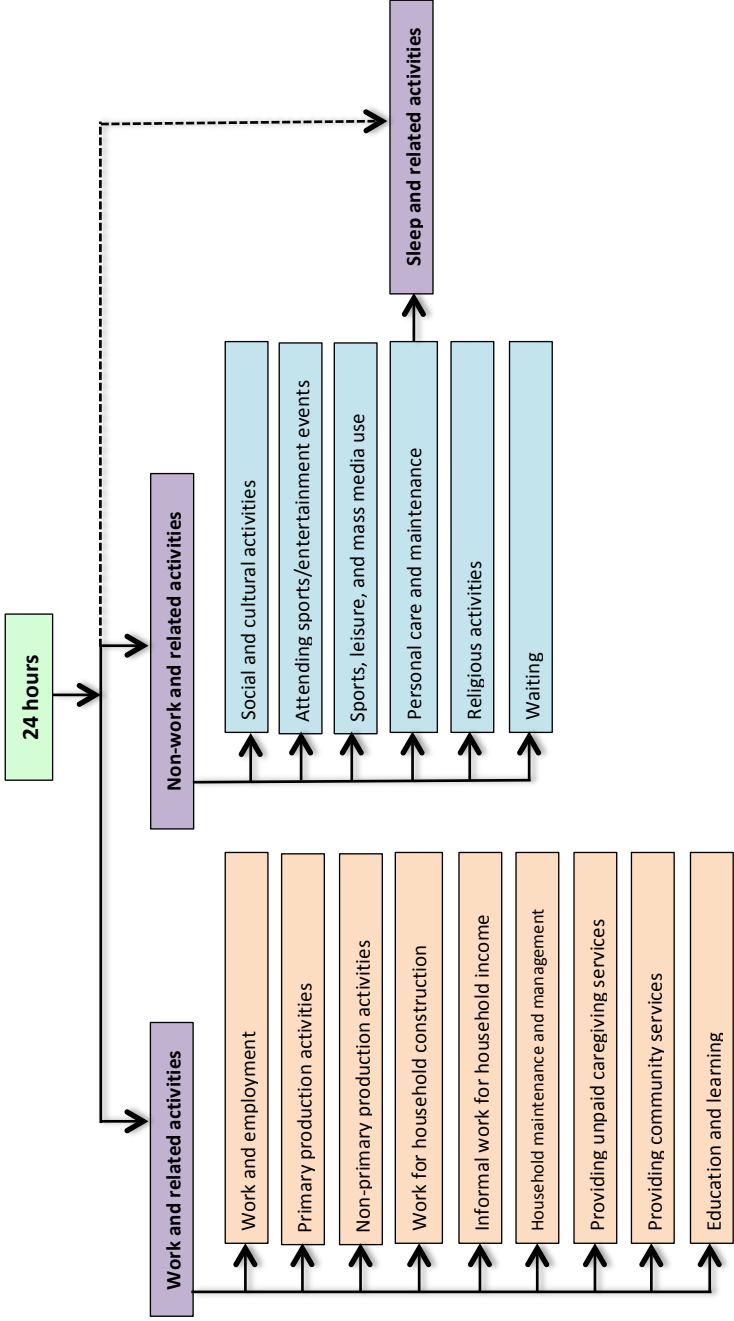 24 hours
Work and related activities
Work and employment
Primary production activities
Non-primary production activities
Work for household construction
Informal work for household income
Household maintenance and management
Providing unpaid caregiving services
Providing community services
Education and learning
Non-work and related activities
Social and cultural activities
Attending sports/entertainment events
Sports, leisure, and mass media use
Personal care and maintenance
Religious activities
Waiting
Sleep and related activities